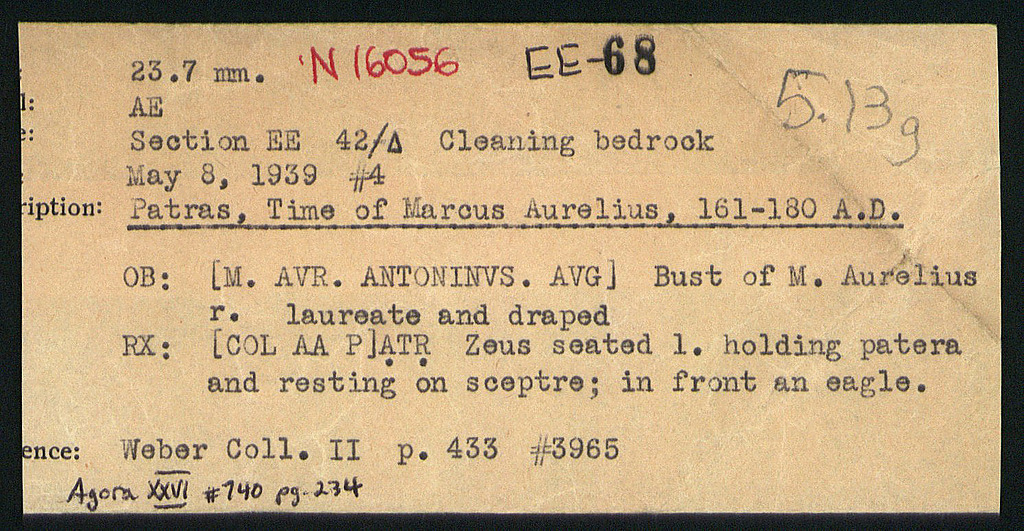 23.7 mm. N 16056 EE-68
5.13g
l: AE
e: Section EE 42/Δ Cleaning bedrock
: May 8, 1939 #4
ription: Patras, Time of Marcus Aurelius, 161-180 A.D.
OB: [M. AVR. ANTONINVS. AVG] Bust of M. Aurelius
r. laureate and draped
RX: [COL AA P]ẠTṚ Zeus seated l. holding patera
and resting on sceptre; in front an eagle.
ence: Weber Coll. II p. 433 #3965
Agora XXVI #740 pg. 234